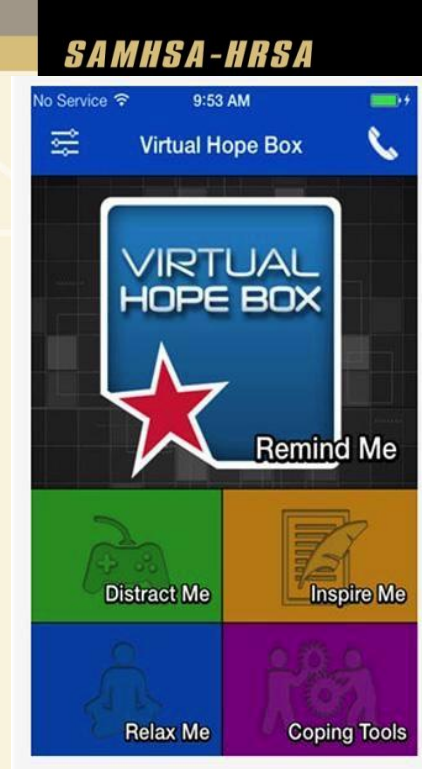 SAMHSA-HRSA
No Service 9:53 AM
Virtual Hope Box
VIRTUAL
HOPE BOX
Remind Me
Distract Me Inspire Me
Relax Me Coping Tools